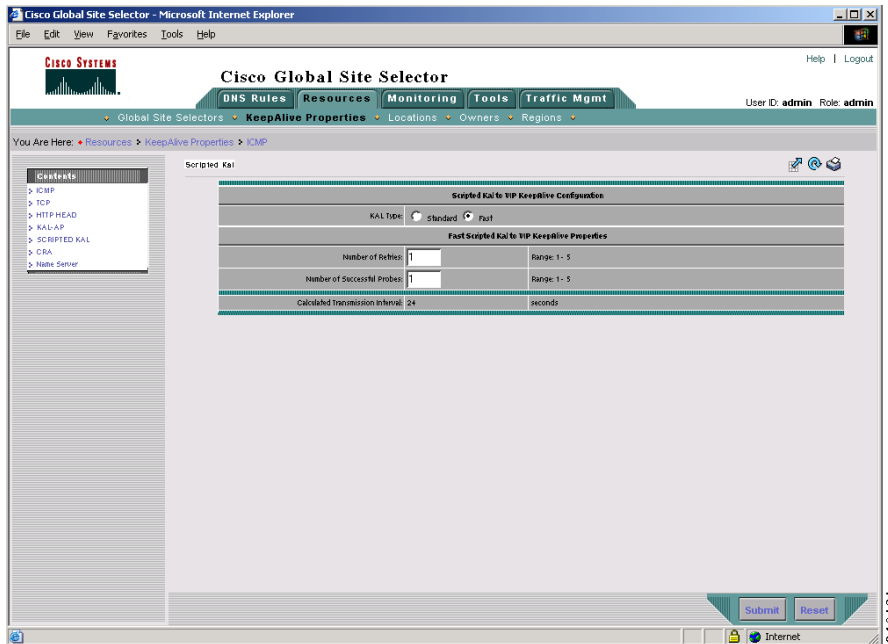 Cisco Global Site Selector - Microsoft Internet Explorer
File Edit View Favorites Tools Help
CISCO SYSTEMS
Cisco Global Site Selector
Help | Logout
DNS Rules Resources Monitoring Tools Traffic Mgmt
User ID: admin Role: admin
Global Site Selectors KeepAlive Properties Locations Owners Regions
You Are Here: Resources KeepAlive Properties ICMP
Scripted Kal
Contents
ICMP
TCP
HTTP HEAD
KAL-AP
SCRIPTED KAL
CRA
Name Server
Scripted Kal to VIP KeepAlive Configuration
KAL Type: Standard Fast
Fast Scripted Kal to VIP KeepAlive Properties
Number of Retries: 1 Range: 1 - 5
Number of Successful Probes: 1 Range: 1 - 5
Calculated Transmission Interval: 24 seconds
Submit Reset
Internet